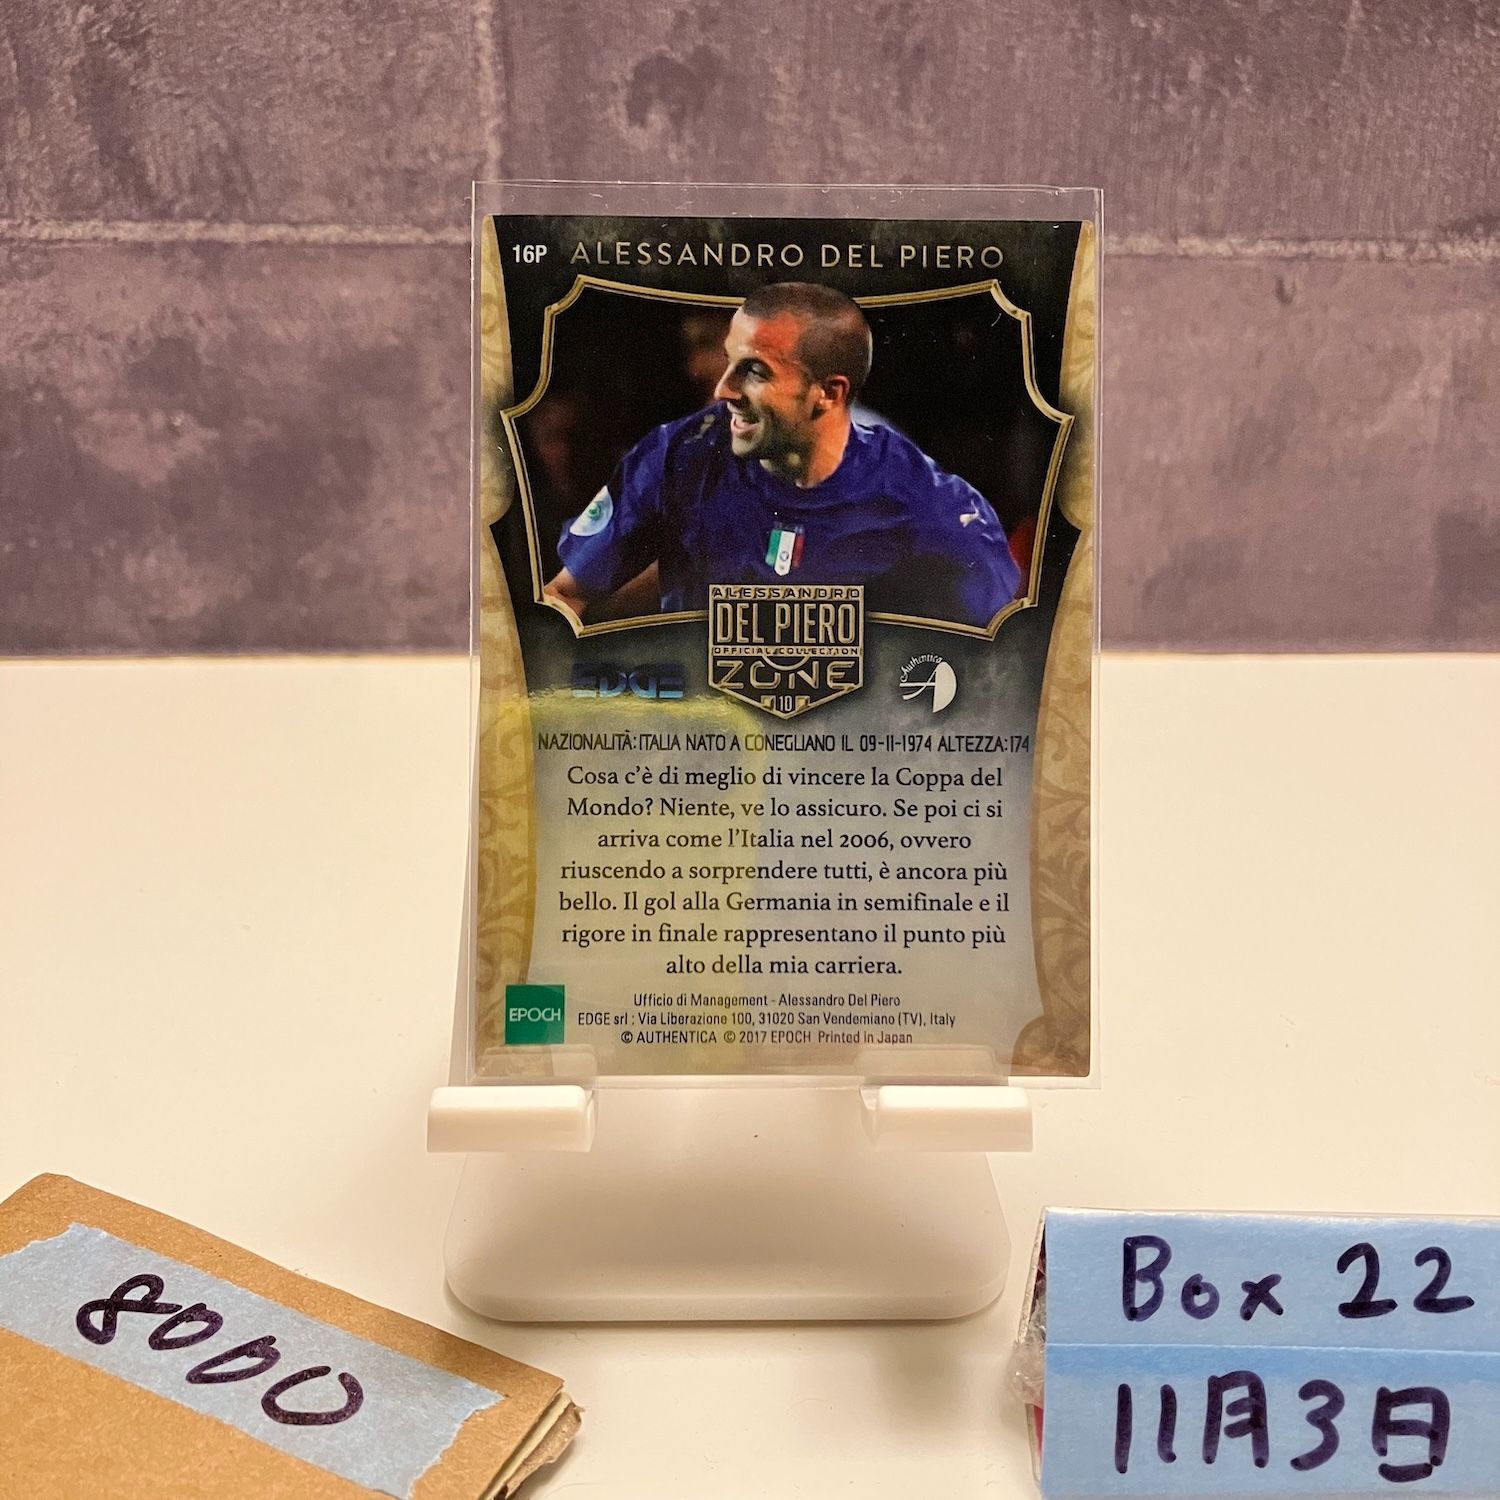 16P ALESSANDRO DEL PIERO
ALESSANDRO
DEL PIERO
OFFICIAL COLLECTION
ZONE
10
EDGE
Authentica
A
NAZIONALITÀ: ITALIA NATO A CONEGLIANO IL 09-11-1974 ALTEZZA: 174
Cosa c'è di meglio di vincere la Coppa del
Mondo? Niente, ve lo assicuro. Se poi ci si
arriva come l'Italia nel 2006, ovvero
riuscendo a sorprendere tutti, è ancora più
bello. Il gol alla Germania in semifinale e il
rigore in finale rappresentano il punto più
alto della mia carriera.
EPOCH
Ufficio di Management - Alessandro Del Piero
EDGE srl : Via Liberazione 100, 31020 San Vendemiano (TV), Italy
© AUTHENTICA © 2017 EPOCH Printed in Japan
8000
Box 22
11月3日